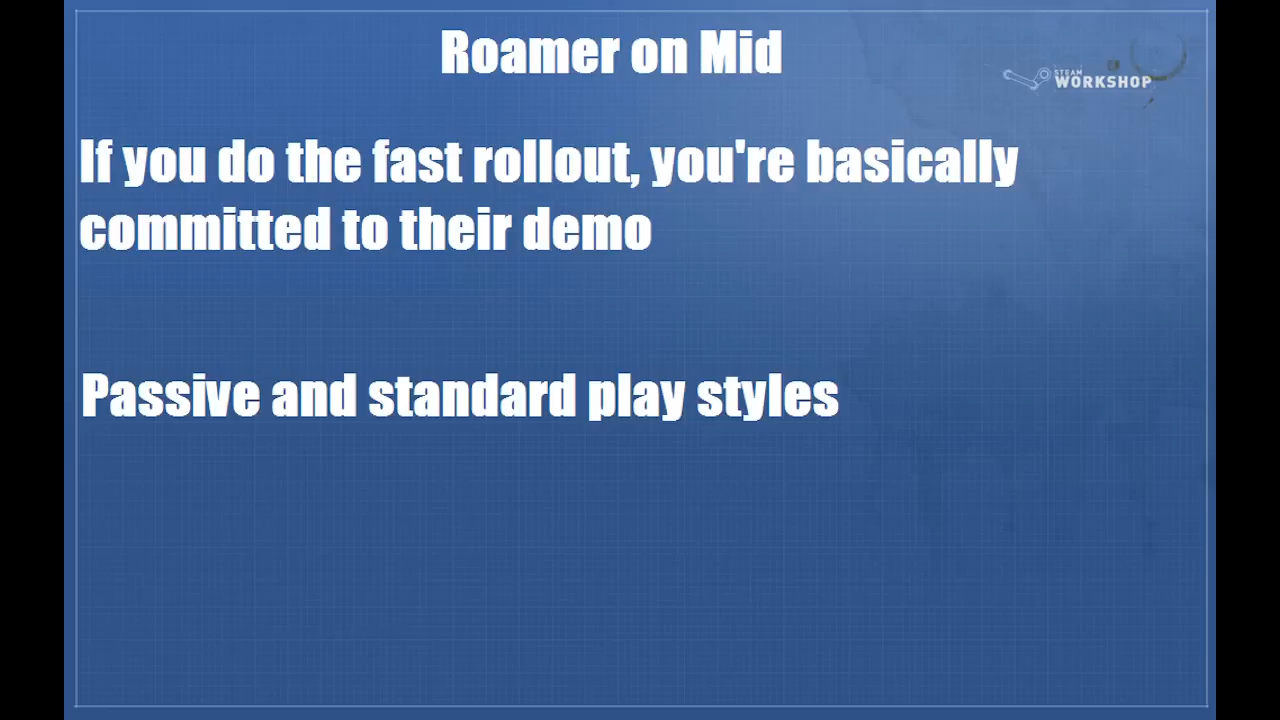 Roamer on Mid
STEAM
WORKSHOP
If you do the fast rollout, you're basically
committed to their demo
Passive and standard play styles